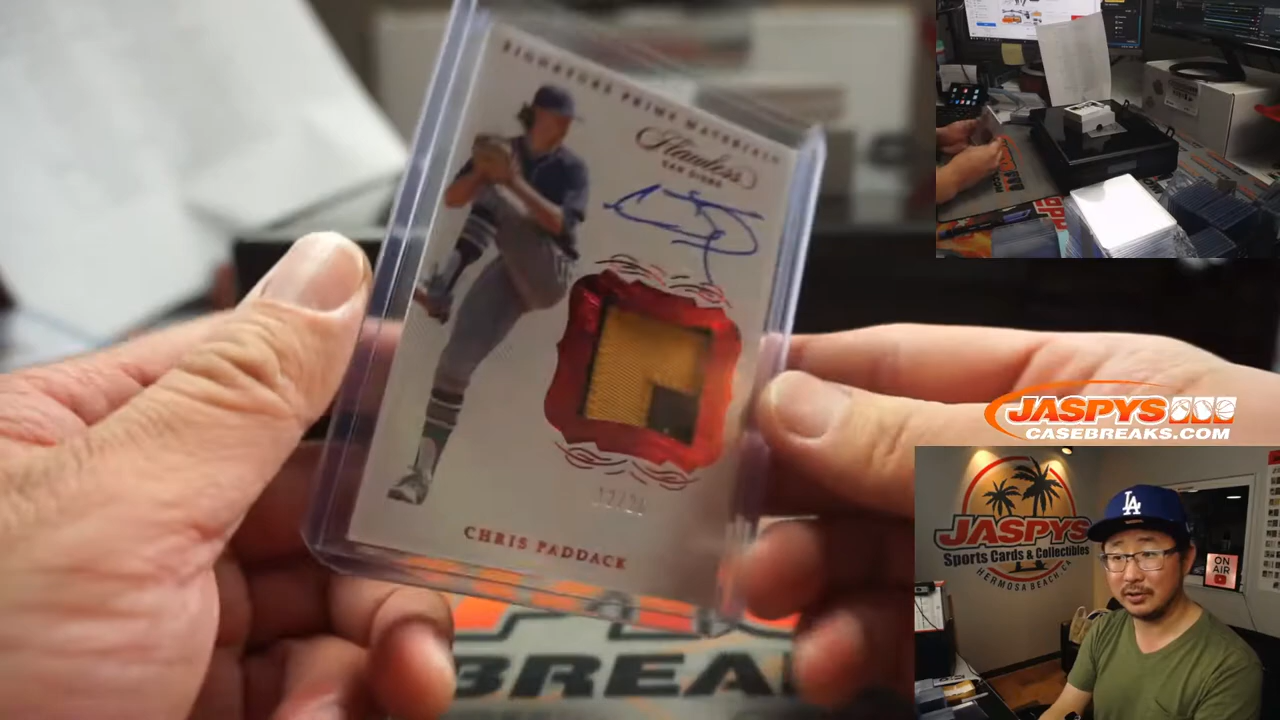 SIGNATURE PRIME MATERIALS
Flawless
SAN DIEGO
CHRIS PADDACK
BREA
JASPYS
CASEBREAKS.COM
JASPYS
Sports Cards & Collectibles
HERMOSA BEACH, CA
LA
ON
AIR